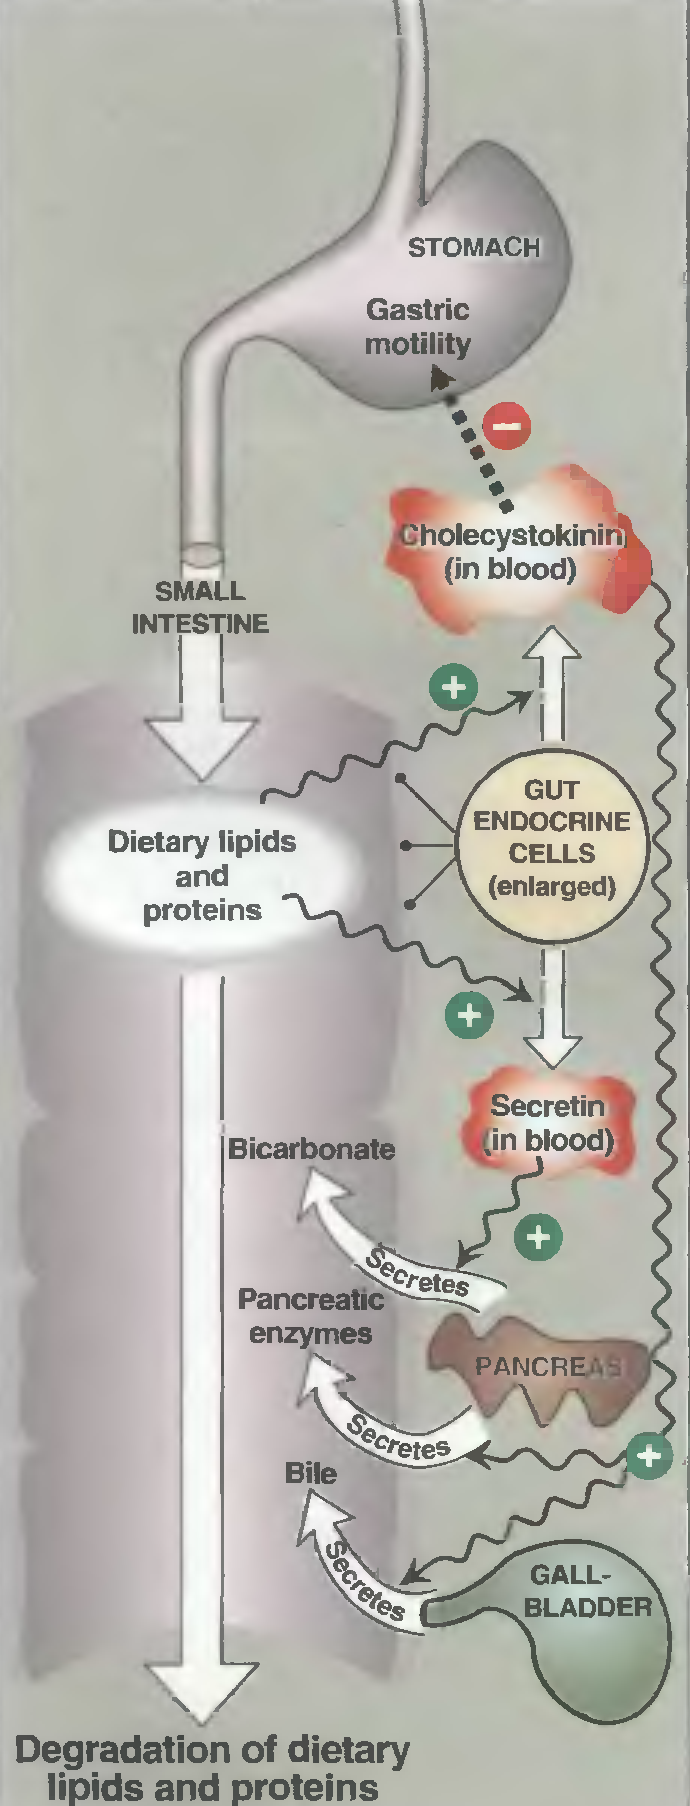 STOMACH
Gastric
motility
−
Cholecystokinin
(in blood)
SMALL
INTESTINE
+
GUT
ENDOCRINE
CELLS
(enlarged)
Dietary lipids
and
proteins
+
Secretin
(in blood)
Bicarbonate
+
Secretes
Pancreatic
enzymes
PANCREAS
Secretes
+
Bile
Secretes
GALL-
BLADDER
Degradation of dietary
lipids and proteins